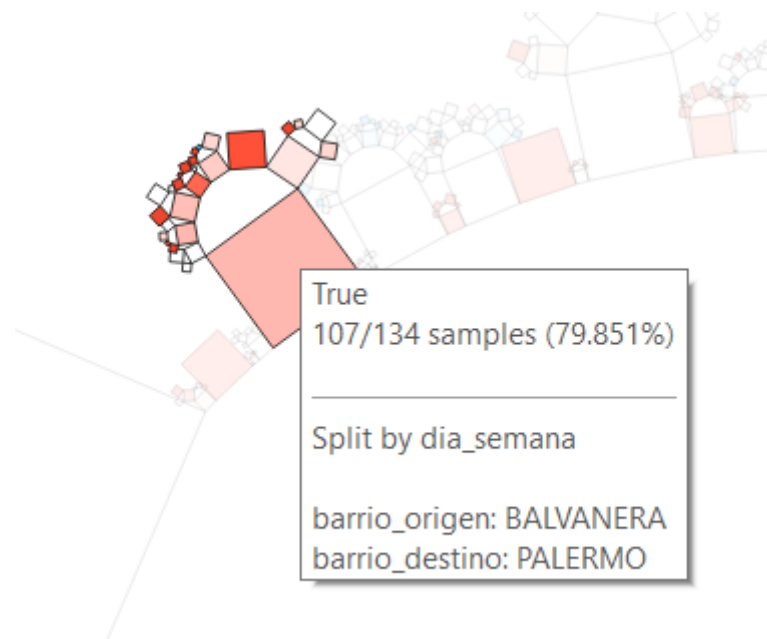 True
107/134 samples (79.851%)
Split by dia_semana
barrio_origen: BALVANERA
barrio_destino: PALERMO